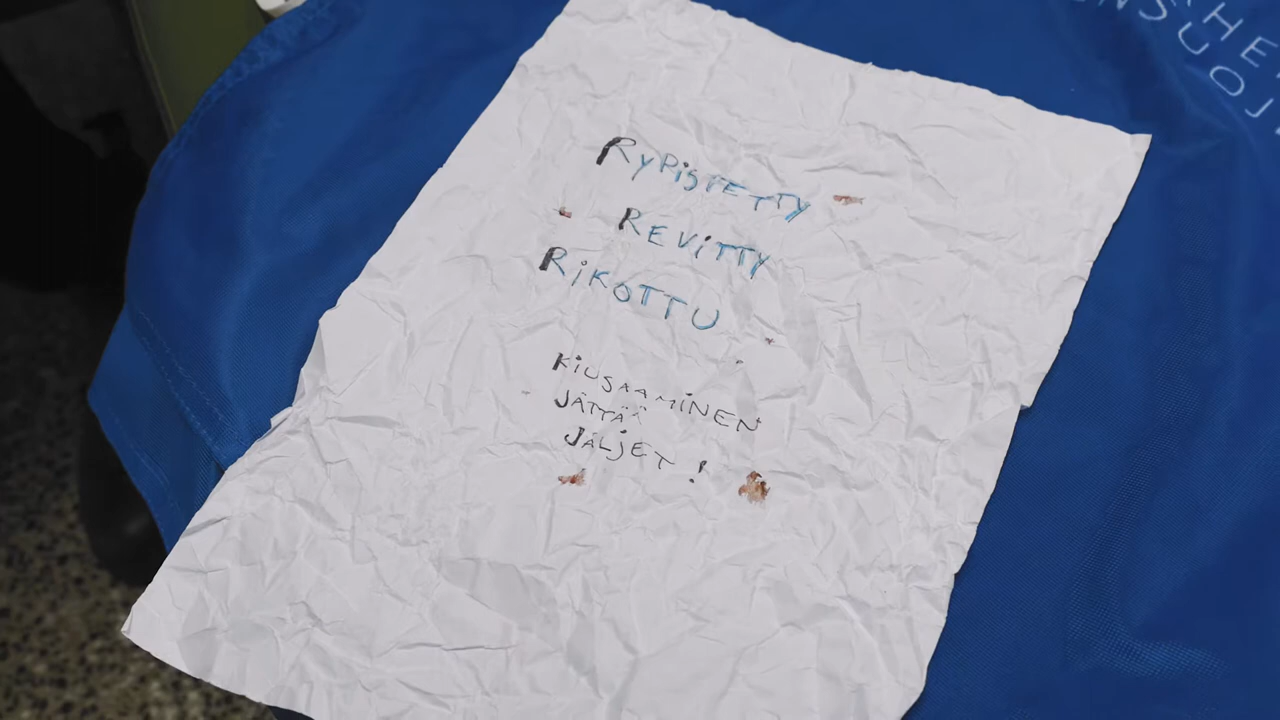 RYPISTETTY
REVITTY
RIKOTTU
KIUSAAMINEN
JÄTTÄÄ
JÄLJET!